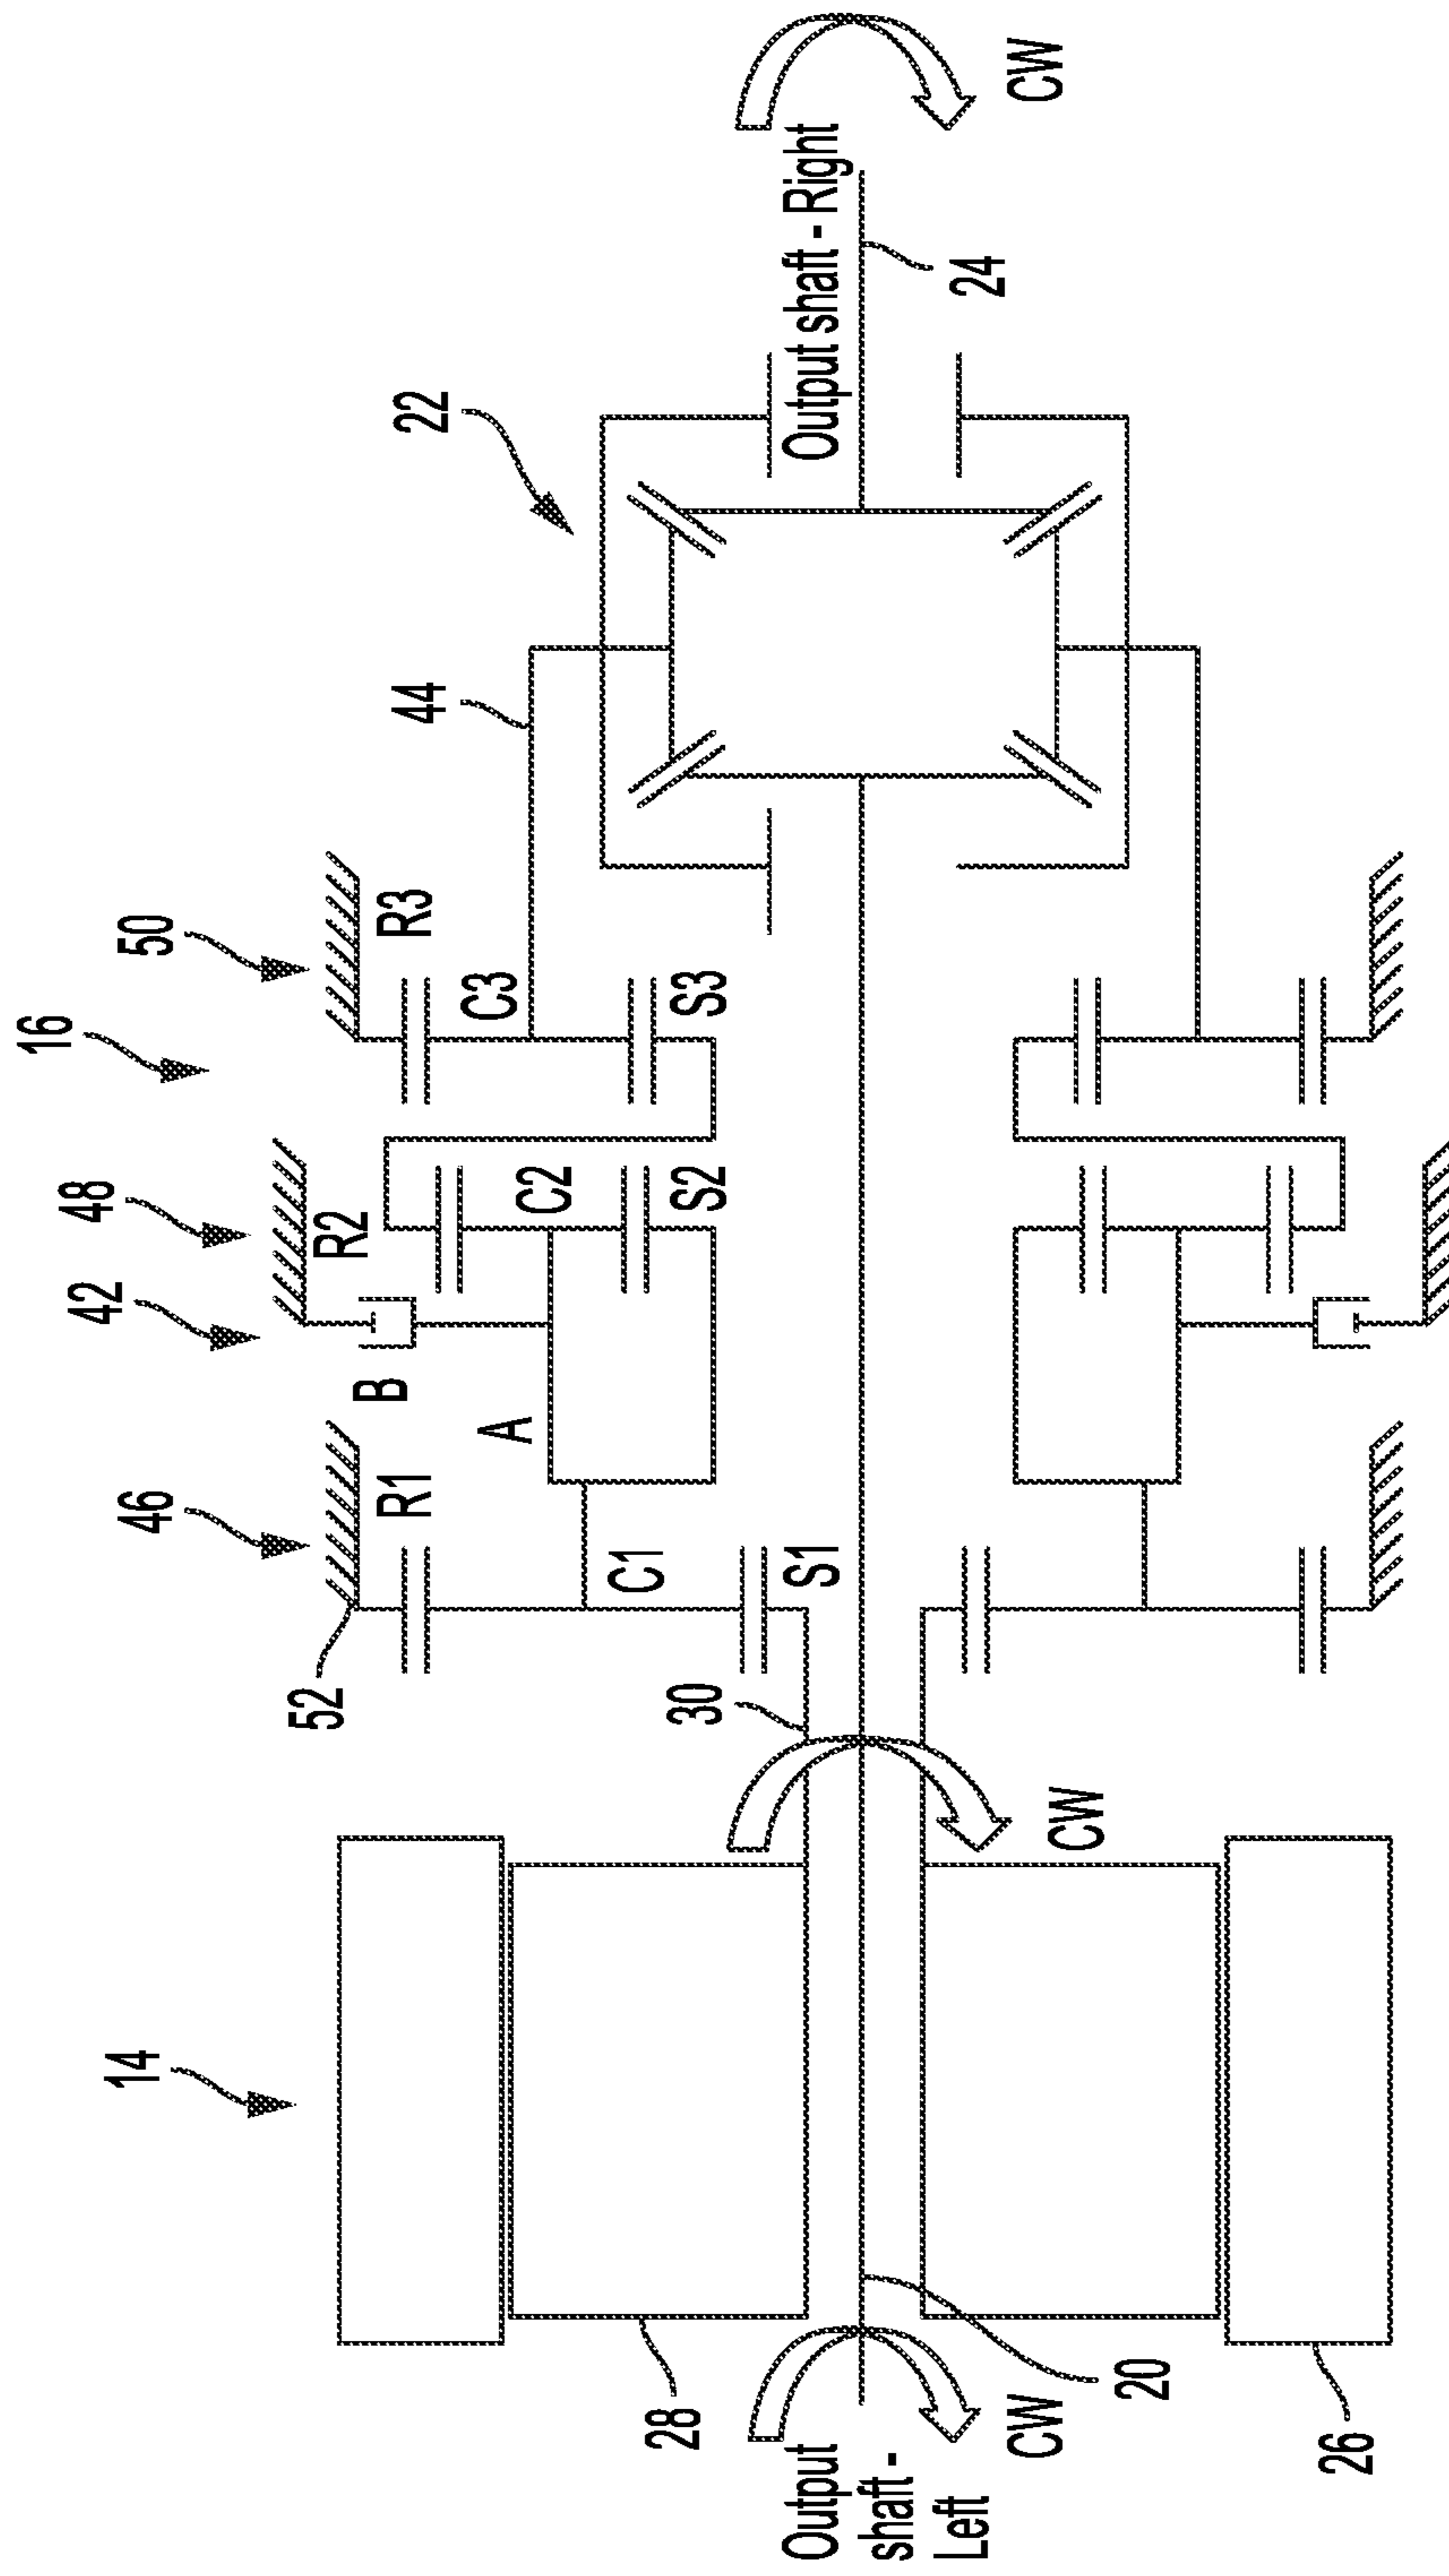 14
28
Output
shaft -
Left
CW
20
26
30
CW
52
46
R1
C1
S1
A
B
42
48
R2
C2
S2
16
50
R3
C3
S3
44
22
Output shaft - Right
24
CW